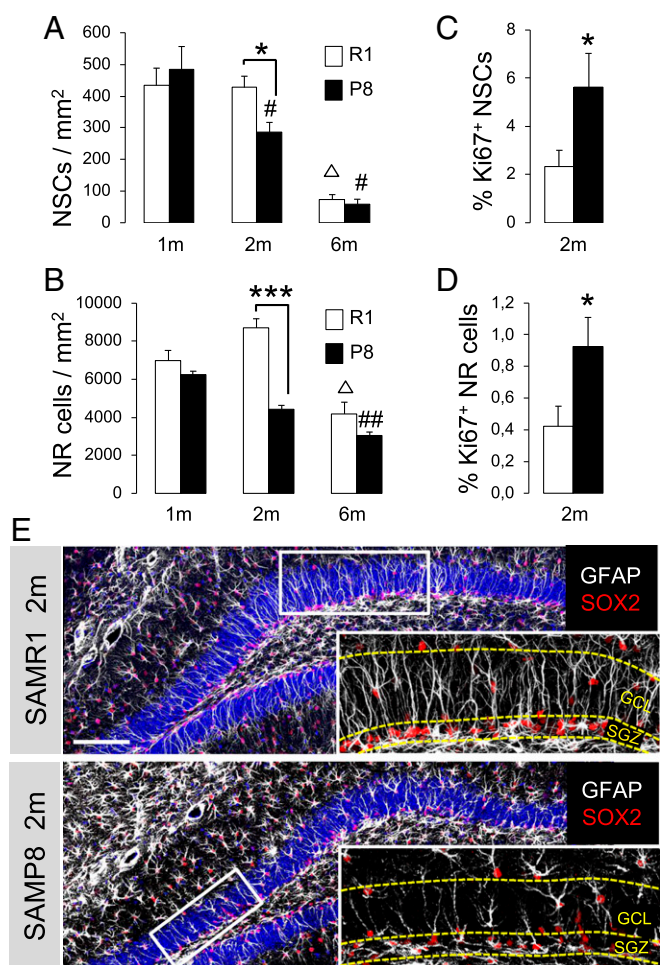 A
NSCs / mm²
600
500
400
300
200
100
0
*
#
△
#
R1
P8
1m
2m
6m
C
% Ki67⁺ NSCs
8
6
4
2
0
*
2m
B
NR cells / mm²
10000
8000
6000
4000
2000
0
***
△
##
R1
P8
1m
2m
6m
D
% Ki67⁺ NR cells
1,2
1,0
0,8
0,6
0,4
0,2
0,0
*
2m
E
SAMR1 2m
GFAP
SOX2
GCL
SGZ
SAMP8 2m
GFAP
SOX2
GCL
SGZ